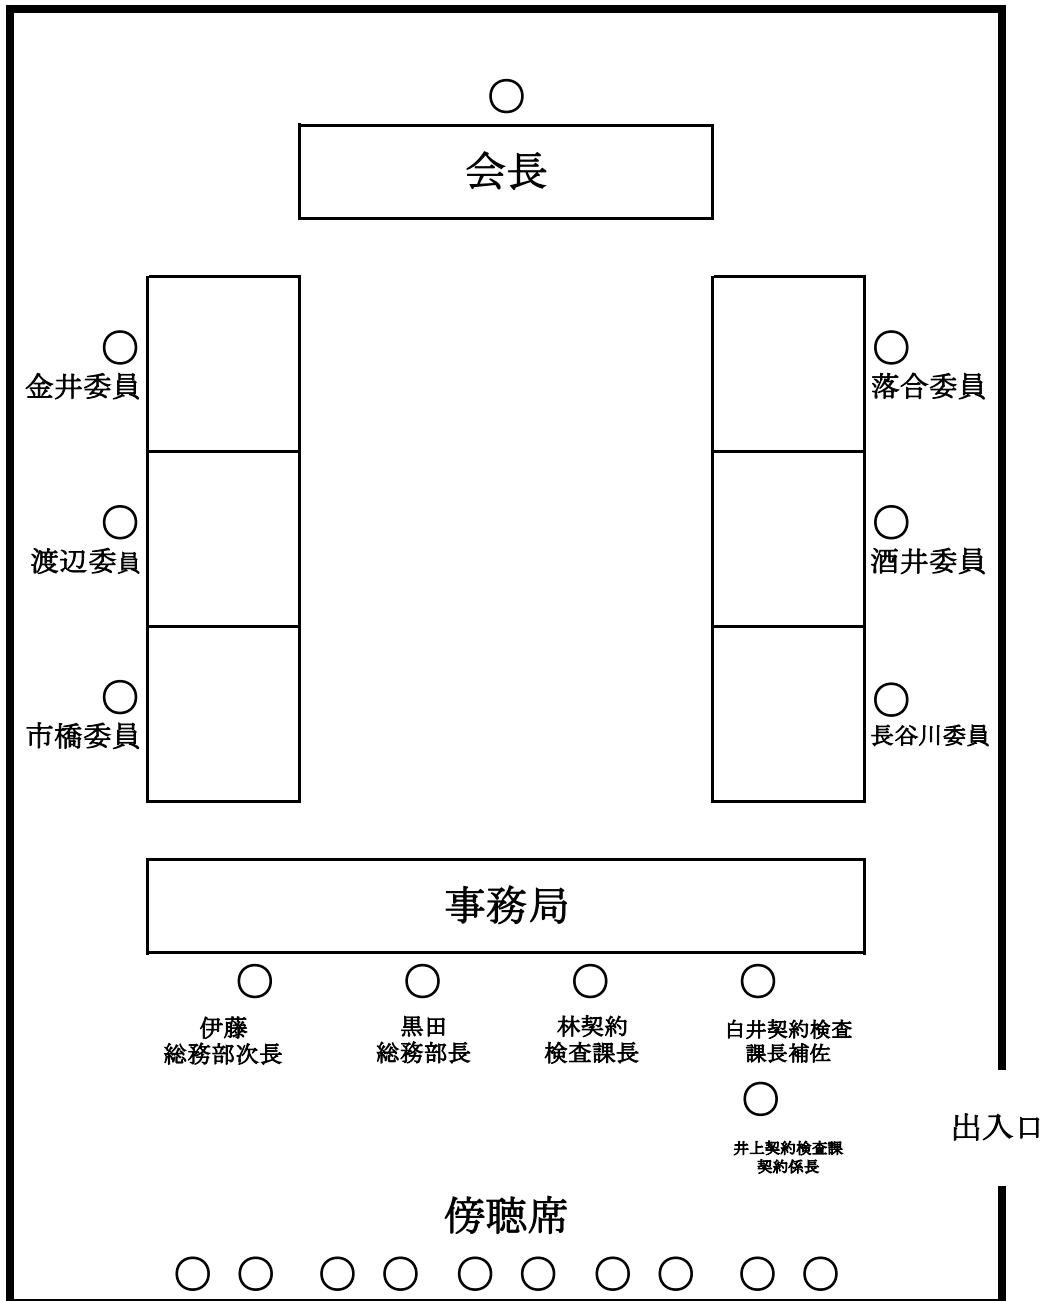 会長
金井委員
落合委員
渡辺委員
酒井委員
市橋委員
長谷川委員
事務局
伊藤
総務部次長
黒田
総務部長
林契約
検査課長
白井契約検査
課長補佐
出入口
井上契約検査課
契約係長
傍聴席